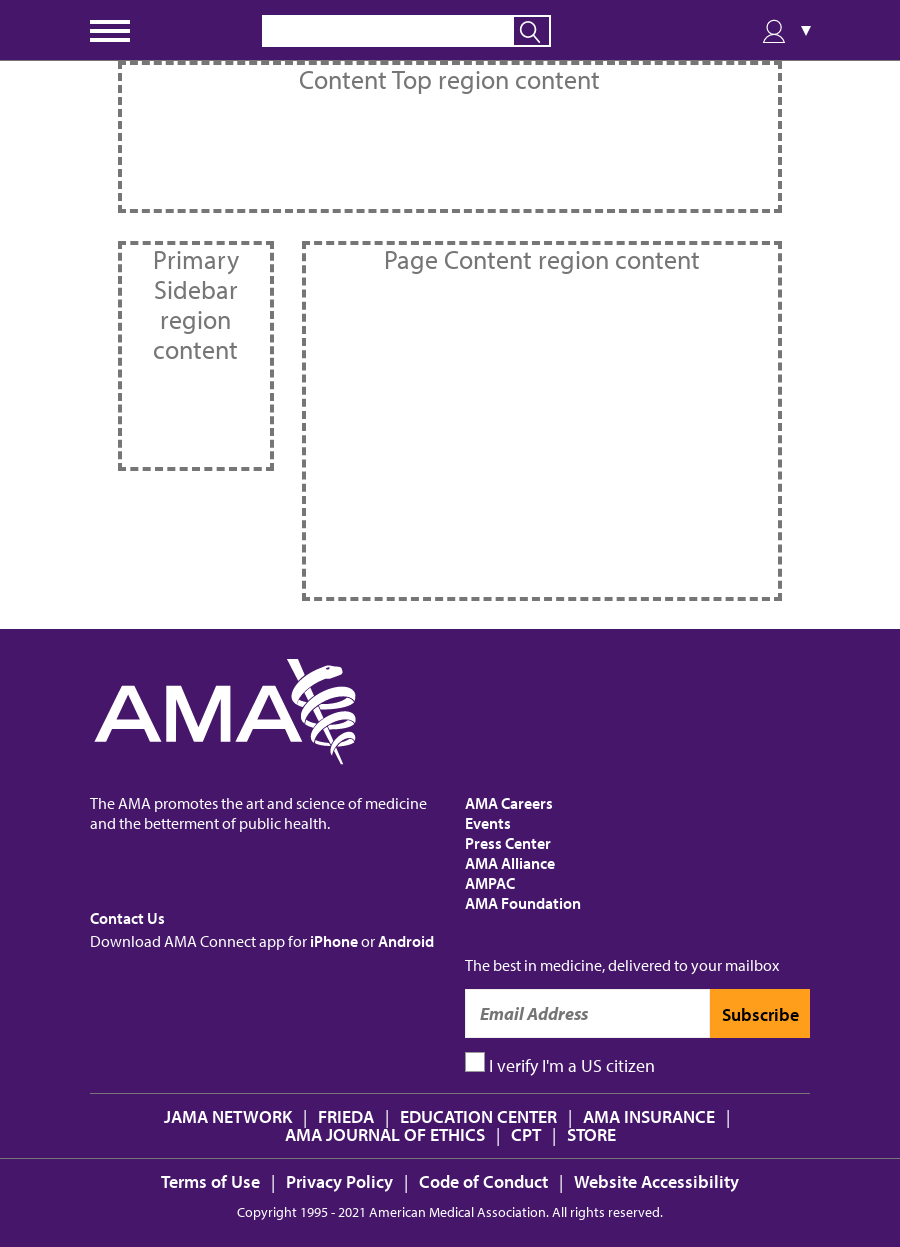 Content Top region content
Primary
Sidebar
region
content
Page Content region content
AMA
The AMA promotes the art and science of medicine
and the betterment of public health.
Contact Us
Download AMA Connect app for iPhone or Android
AMA Careers
Events
Press Center
AMA Alliance
AMPAC
AMA Foundation
The best in medicine, delivered to your mailbox
Email Address
Subscribe
I verify I'm a US citizen
JAMA NETWORK | FRIEDA | EDUCATION CENTER | AMA INSURANCE |
AMA JOURNAL OF ETHICS | CPT | STORE
Terms of Use | Privacy Policy | Code of Conduct | Website Accessibility
Copyright 1995 - 2021 American Medical Association. All rights reserved.